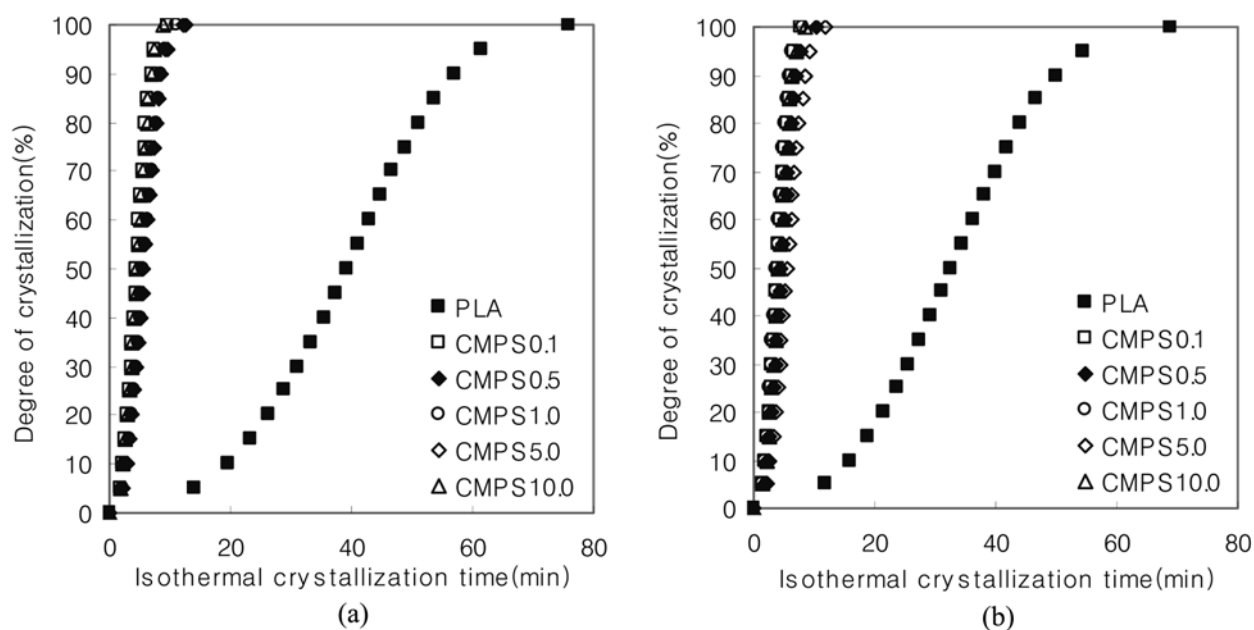 Degree of crystallization(%)
100
90
80
70
60
50
40
30
20
10
0
PLA
CMPS0.1
CMPS0.5
CMPS1.0
CMPS5.0
CMPS10.0
0 20 40 60 80
Isothermal crystallization time(min)
(a)
Degree of crystallization(%)
100
90
80
70
60
50
40
30
20
10
0
PLA
CMPS0.1
CMPS0.5
CMPS1.0
CMPS5.0
CMPS10.0
0 20 40 60 80
Isothermal crystallization time(min)
(b)